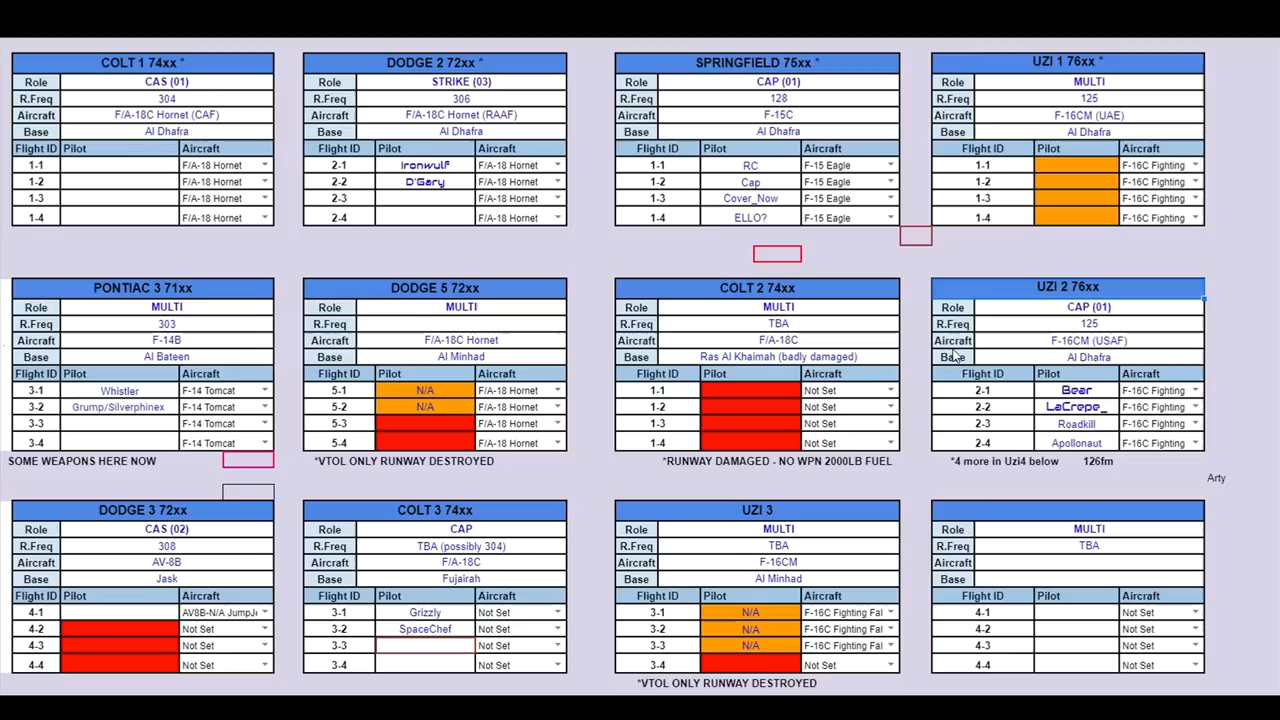 COLT 1 74xx *
Role CAS (01)
R.Freq 304
Aircraft F/A-18C Hornet (CAF)
Base Al Dhafra
Flight ID Pilot Aircraft
1-1 F/A-18 Hornet
1-2 F/A-18 Hornet
1-3 F/A-18 Hornet
1-4 F/A-18 Hornet
DODGE 2 72xx *
Role STRIKE (03)
R.Freq 306
Aircraft F/A-18C Hornet (RAAF)
Base Al Dhafra
Flight ID Pilot Aircraft
2-1 Ironwulf F/A-18 Hornet
2-2 D'Gary F/A-18 Hornet
2-3 F/A-18 Hornet
2-4 F/A-18 Hornet
SPRINGFIELD 75xx *
Role CAP (01)
R.Freq 128
Aircraft F-15C
Base Al Dhafra
Flight ID Pilot Aircraft
1-1 RC F/A-15 Eagle
1-2 Cap F-15 Eagle
1-3 Cover_Now F-15 Eagle
1-4 ELLO? F-15 Eagle
UZI 1 76xx *
Role MULTI
R.Freq 125
Aircraft F-16CM (UAE)
Base Al Dhafra
Flight ID Pilot Aircraft
1-1 F-16C Fighting
1-2 F-16C Fighting
1-3 F-16C Fighting
1-4 F-16C Fighting
PONTIAC 3 71xx
Role MULTI
R.Freq 303
Aircraft F-14B
Base Al Bateen
Flight ID Pilot Aircraft
3-1 Whistler F-14 Tomcat
3-2 Grump/Silverphinex F-14 Tomcat
3-3 F-14 Tomcat
3-4 F-14 Tomcat
SOME WEAPONS HERE NOW
DODGE 5 72xx
Role MULTI
R.Freq
Aircraft F/A-18C Hornet
Base Al Minhad
Flight ID Pilot Aircraft
5-1 N/A F/A-18 Hornet
5-2 N/A F/A-18 Hornet
5-3 F/A-18 Hornet
5-4 F/A-18 Hornet
*VTOL ONLY RUNWAY DESTROYED
COLT 2 74xx
Role MULTI
R.Freq TBA
Aircraft F/A-18C
Base Ras Al Khaimah (badly damaged)
Flight ID Pilot Aircraft
1-1 Not Set
1-2 Not Set
1-3 Not Set
1-4 Not Set
*RUNWAY DAMAGED - NO WPN 2000LB FUEL
UZI 2 76xx
Role CAP (01)
R.Freq 125
Aircraft F-16CM (USAF)
Base Al Dhafra
Flight ID Pilot Aircraft
2-1 Bear F-16C Fighting
2-2 LaCrepe_ F-16C Fighting
2-3 Roadkill F-16C Fighting
2-4 Apollonaut F-16C Fighting
*4 more in Uzi4 below 126fm
Arty
DODGE 3 72xx
Role CAS (02)
R.Freq 308
Aircraft AV-8B
Base Jask
Flight ID Pilot Aircraft
4-1 AV8B-N/A JumpJe
4-2 Not Set
4-3 Not Set
4-4 Not Set
COLT 3 74xx
Role CAP
R.Freq TBA (possibly 304)
Aircraft F/A-18C
Base Fujairah
Flight ID Pilot Aircraft
3-1 Grizzly Not Set
3-2 SpaceChef Not Set
3-3 Not Set
3-4 Not Set
UZI 3
Role MULTI
R.Freq TBA
Aircraft F-16CM
Base Al Minhad
Flight ID Pilot Aircraft
3-1 N/A F-16C Fighting Fal
3-2 N/A F-16C Fighting Fal
3-3 N/A F-16C Fighting Fal
3-4 Not Set
*VTOL ONLY RUNWAY DESTROYED
Role MULTI
R.Freq TBA
Aircraft
Base
Flight ID Pilot Aircraft
4-1
4-2
4-3
4-4